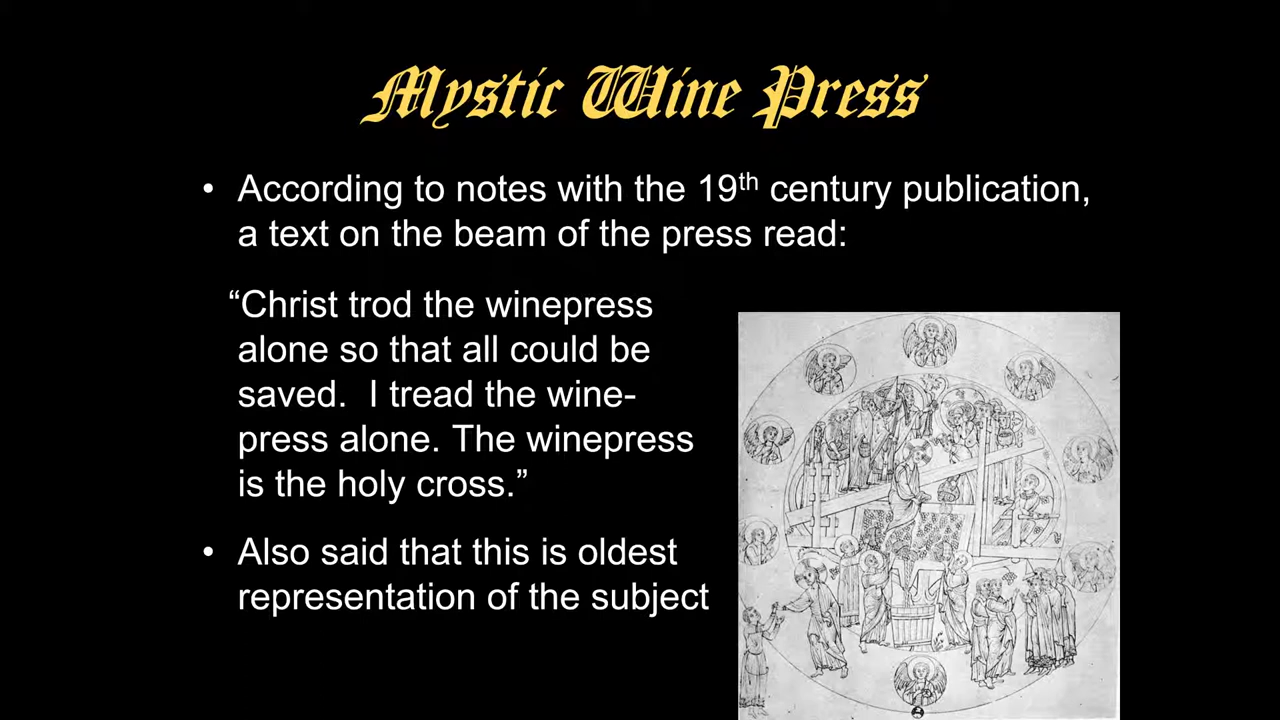 Mystic Wine Press
• According to notes with the 19th century publication,
a text on the beam of the press read:
“Christ trod the winepress
alone so that all could be
saved.  I tread the wine-
press alone. The winepress
is the holy cross.”
• Also said that this is oldest
representation of the subject